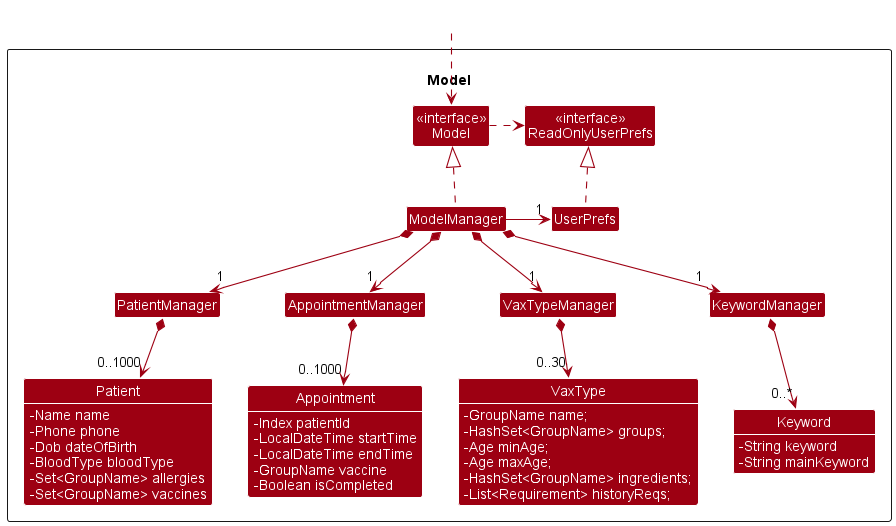 Model
«interface»
Model
«interface»
ReadOnlyUserPrefs
ModelManager
1
UserPrefs
1
1
1
1
PatientManager
AppointmentManager
VaxTypeManager
KeywordManager
0..1000
0..1000
0..30
0..*
Patient
-Name name
-Phone phone
-Dob dateOfBirth
-BloodType bloodType
-Set<GroupName> allergies
-Set<GroupName> vaccines
Appointment
-Index patientId
-LocalDateTime startTime
-LocalDateTime endTime
-GroupName vaccine
-Boolean isCompleted
VaxType
-GroupName name;
-HashSet<GroupName> groups;
-Age minAge;
-Age maxAge;
-HashSet<GroupName> ingredients;
-List<Requirement> historyReqs;
Keyword
-String keyword
-String mainKeyword